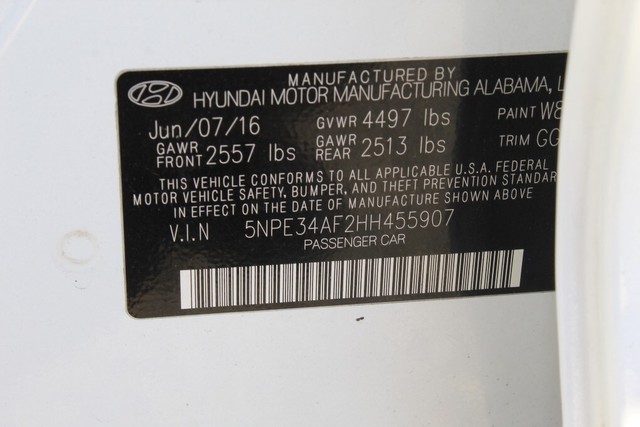 MANUFACTURED BY
HYUNDAI MOTOR MANUFACTURING ALABAMA, L
Jun/07/16 GVWR 4497 lbs PAINT W8
GAWR FRONT 2557 lbs GAWR REAR 2513 lbs TRIM GG
THIS VEHICLE CONFORMS TO ALL APPLICABLE U.S.A. FEDERAL
MOTOR VEHICLE SAFETY, BUMPER, AND THEFT PREVENTION STANDAR
IN EFFECT ON THE DATE OF MANUFACTURE SHOWN ABOVE
V.I.N 5NPE34AF2HH455907
PASSENGER CAR